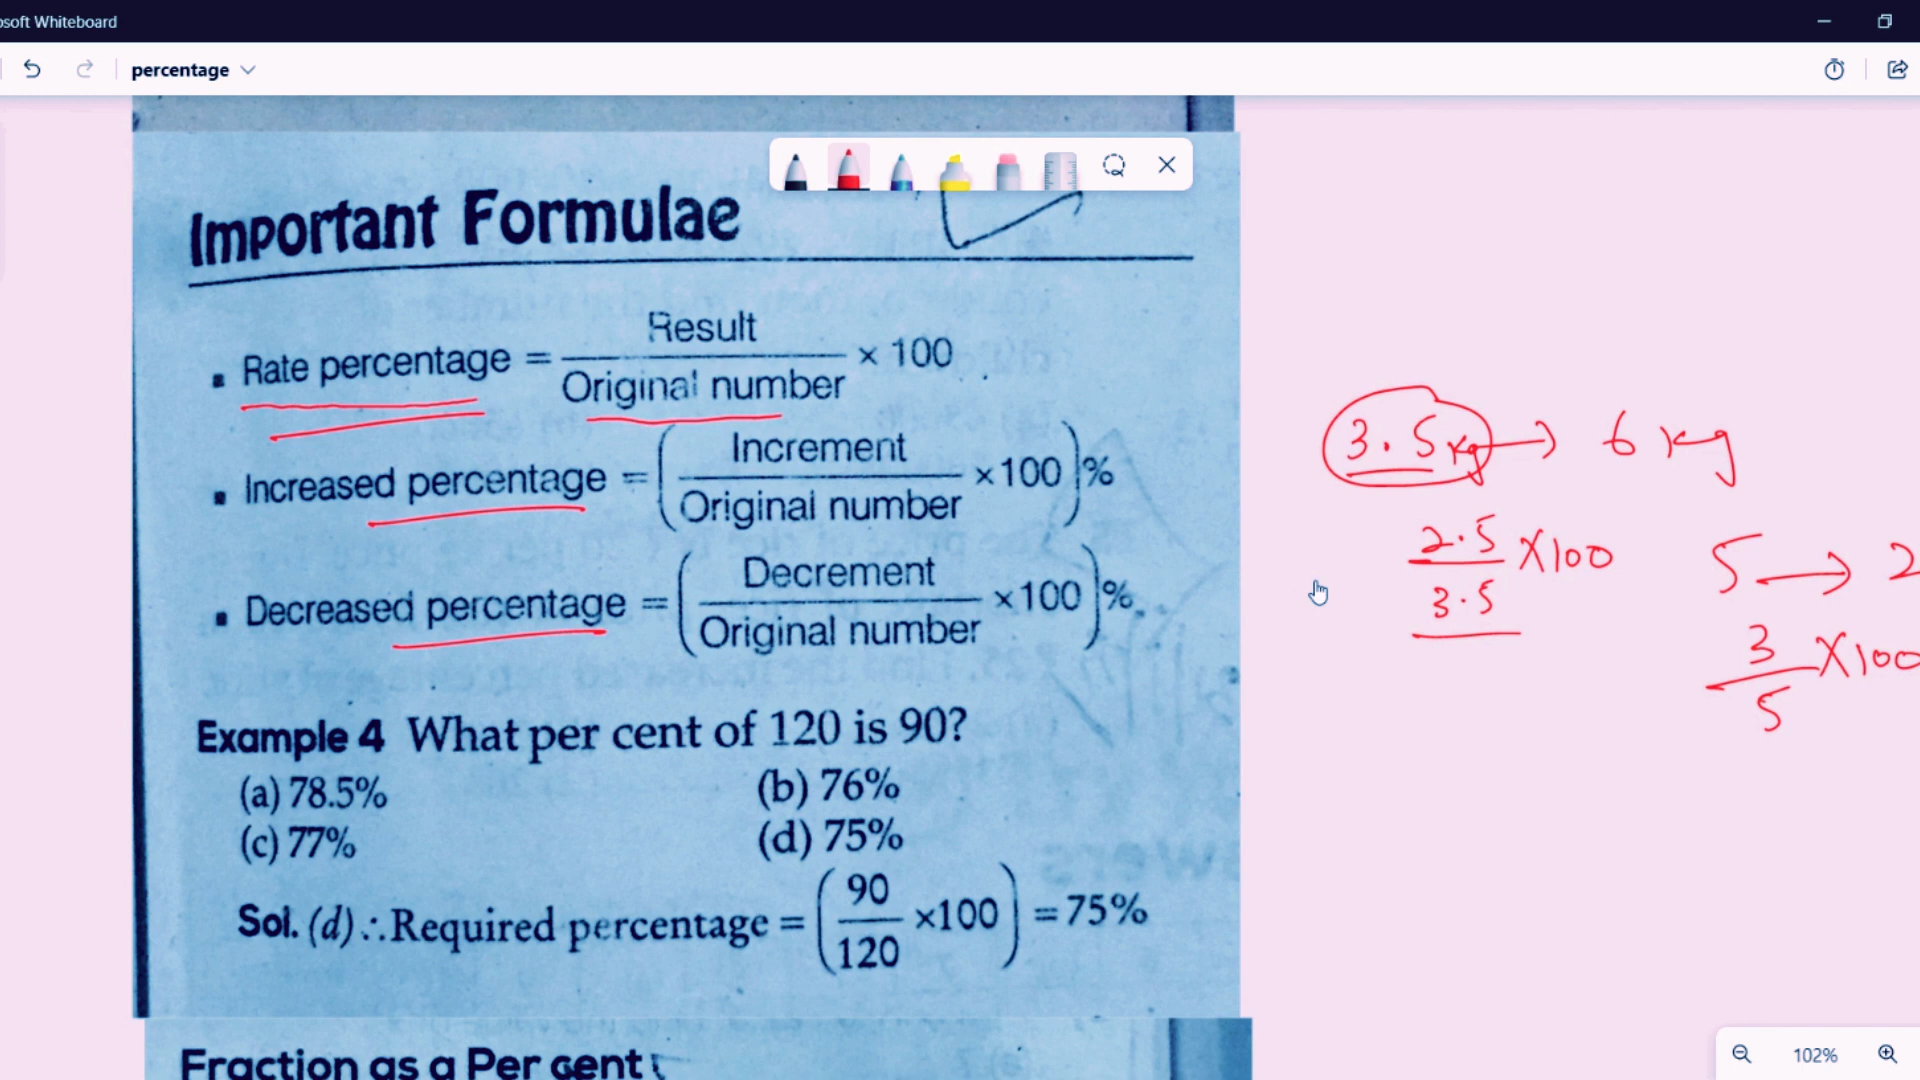 osoft Whiteboard
percentage
Important Formulae
▪ Rate percentage = Result / Original number × 100
▪ Increased percentage = (Increment / Original number ×100)%
▪ Decreased percentage = (Decrement / Original number ×100)%
Example 4 What per cent of 120 is 90?
(a) 78.5% (b) 76%
(c) 77% (d) 75%
Sol. (d) ∴ Required percentage = (90 / 120 ×100) = 75%
Fraction as a Per cent
3.5 kg → 6 kg
2.5 / 3.5 × 100
5 → 2
3 / 5 × 100
102%